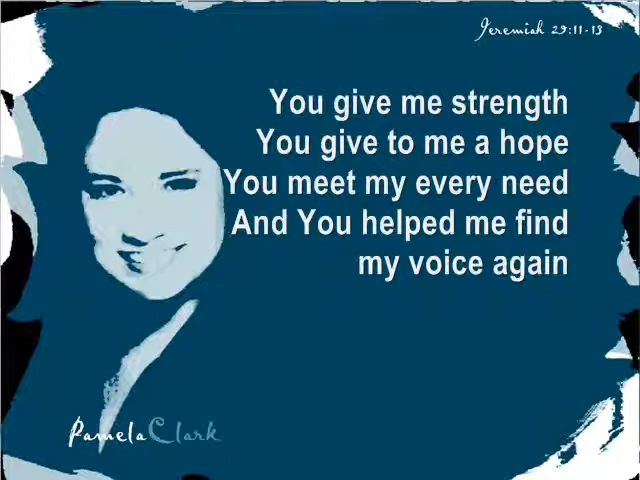 Jeremiah 29:11-13
You give me strength
You give to me a hope
You meet my every need
And You helped me find
my voice again
PamelaClark